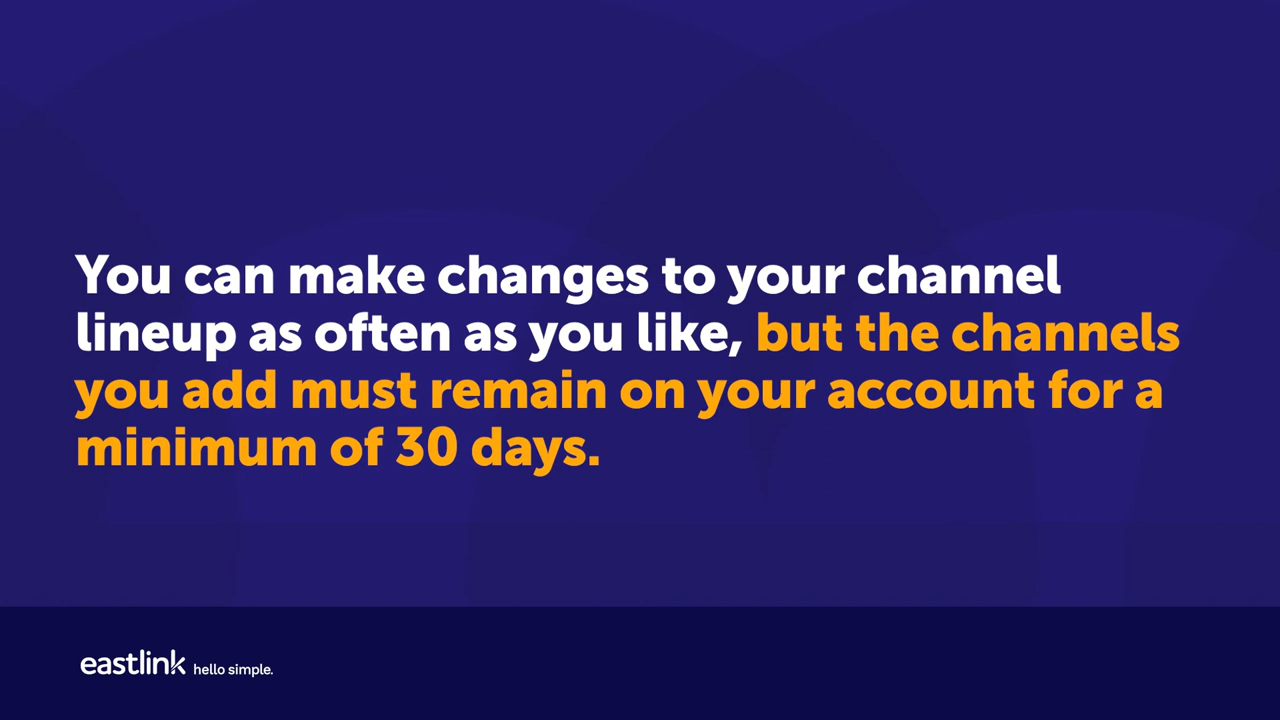 You can make changes to your channel
lineup as often as you like, but the channels
you add must remain on your account for a
minimum of 30 days.
eastlink hello simple.